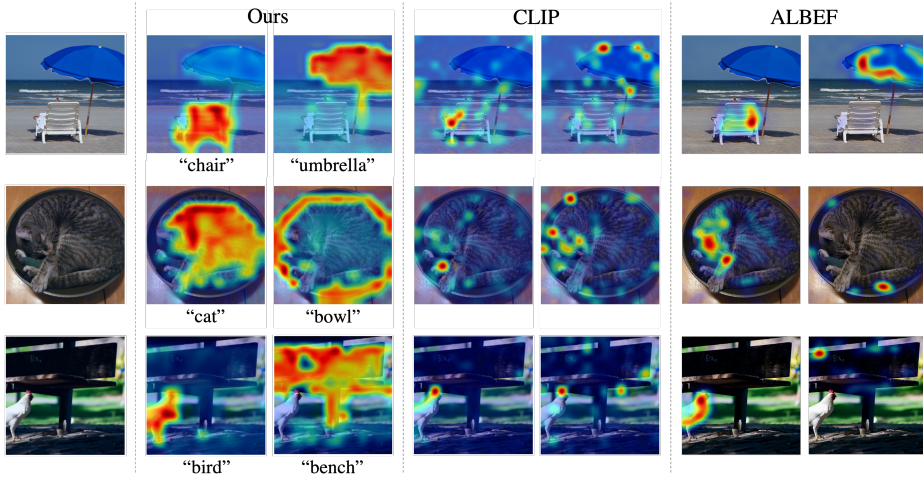 Ours CLIP ALBEF
“chair” “umbrella”
“cat” “bowl”
“bird” “bench”